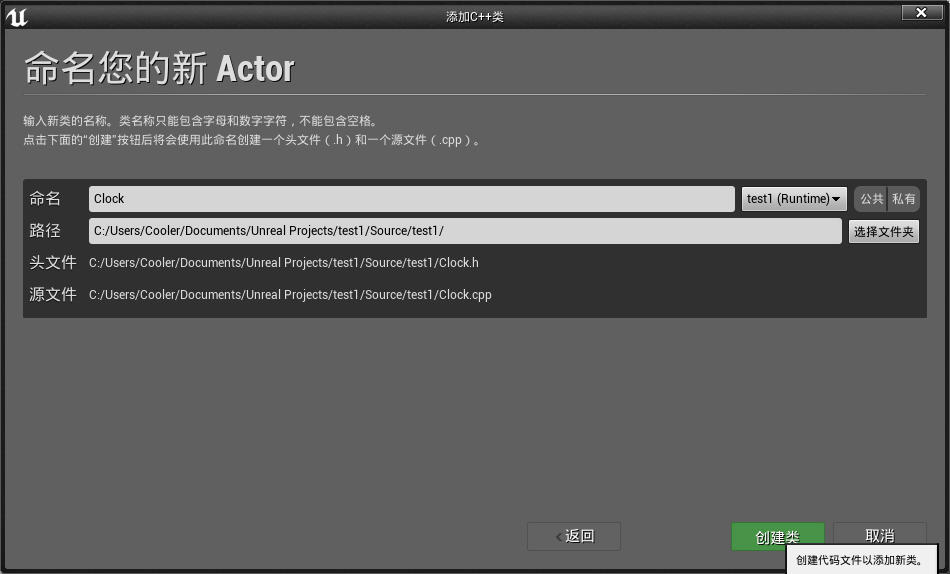 添加C++类
命名您的新 Actor
输入新类的名称。类名称只能包含字母和数字字符，不能包含空格。
点击下面的“创建”按钮后将会使用此命名创建一个头文件（.h）和一个源文件（.cpp）。
命名 Clock test1 (Runtime) 公共 私有
路径 C:/Users/Cooler/Documents/Unreal Projects/test1/Source/test1/ 选择文件夹
头文件 C:/Users/Cooler/Documents/Unreal Projects/test1/Source/test1/Clock.h
源文件 C:/Users/Cooler/Documents/Unreal Projects/test1/Source/test1/Clock.cpp
返回 创建类 取消
创建代码文件以添加新类。